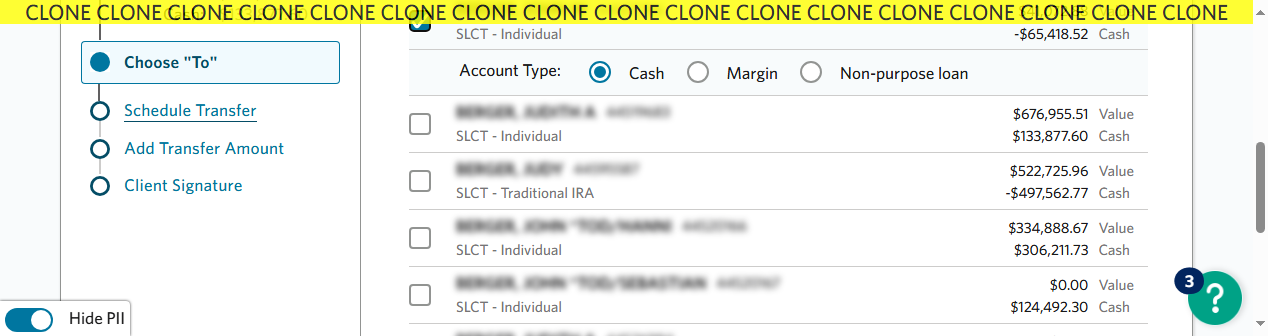 CLONE CLONE CLONE CLONE CLONE CLONE CLONE CLONE CLONE CLONE CLONE CLONE CLONE CLONE CLONE CLONE CLONE
SLCT - Individual
-$65,418.52 Cash
Choose "To"
Account Type: Cash Margin Non-purpose loan
Schedule Transfer
Add Transfer Amount
Client Signature
$676,955.51 Value
SLCT - Individual
$133,877.60 Cash
$522,725.96 Value
SLCT - Traditional IRA
-$497,562.77 Cash
$334,888.67 Value
SLCT - Individual
$306,211.73 Cash
$0.00 Value
SLCT - Individual
$124,492.30 Cash
3
?
Hide PII